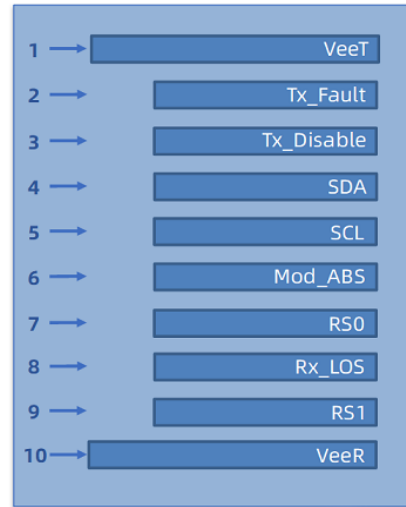 1 VeeT
2 Tx_Fault
3 Tx_Disable
4 SDA
5 SCL
6 Mod_ABS
7 RS0
8 Rx_LOS
9 RS1
10 VeeR